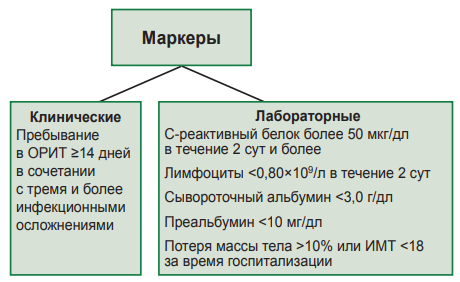 Маркеры
Клинические
Пребывание
в ОРИТ ≥14 дней
в сочетании
с тремя и более
инфекционными
осложнениями
Лабораторные
С-реактивный белок более 50 мкг/дл
в течение 2 сут и более
Лимфоциты <0,80×10⁹/л в течение 2 сут
Сывороточный альбумин <3,0 г/дл
Преальбумин <10 мг/дл
Потеря массы тела >10% или ИМТ <18
за время госпитализации